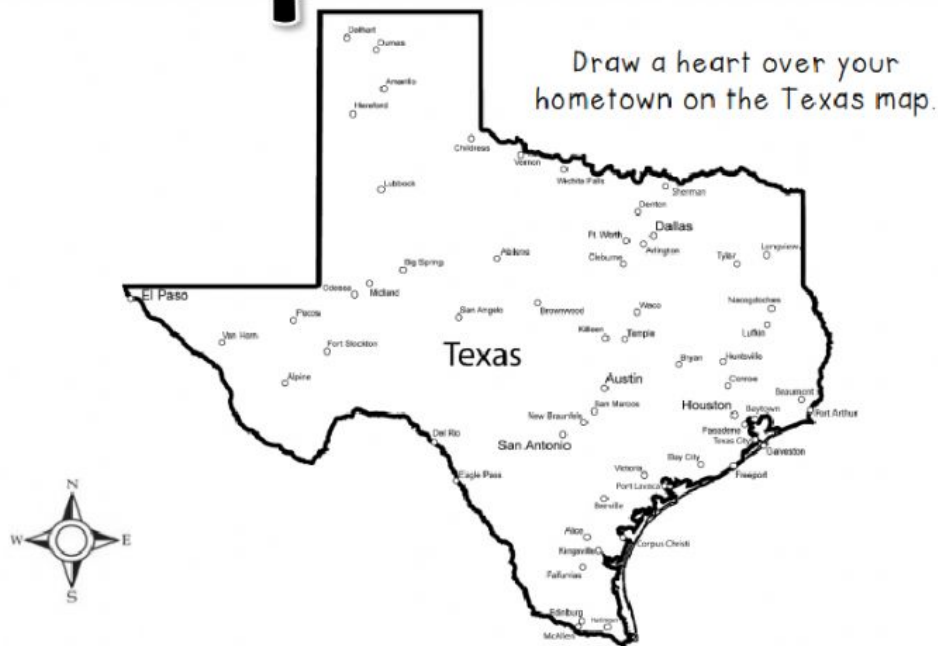 Draw a heart over your
hometown on the Texas map.
Dalhart
Dumas
Amarillo
Hereford
Childress
Vernon
Wichita Falls
Sherman
Lubbock
Denton
Dallas
Ft. Worth
Arlington
Cleburne
Tyler
Longview
Abilene
Big Spring
Odessa
Midland
El Paso
San Angelo
Brownwood
Waco
Nacogdoches
Pecos
Lufkin
Killeen
Temple
Van Horn
Fort Stockton
Texas
Bryan
Huntsville
Alpine
Austin
Conroe
Beaumont
San Marcos
Houston
Baytown
Port Arthur
New Braunfels
Pasadena
Del Rio
San Antonio
Texas City
Galveston
Bay City
Eagle Pass
Victoria
Freeport
Port Lavaca
Beeville
Alice
Corpus Christi
Kingsville
Falfurrias
Edinburg
Harlingen
McAllen
N
W
E
S